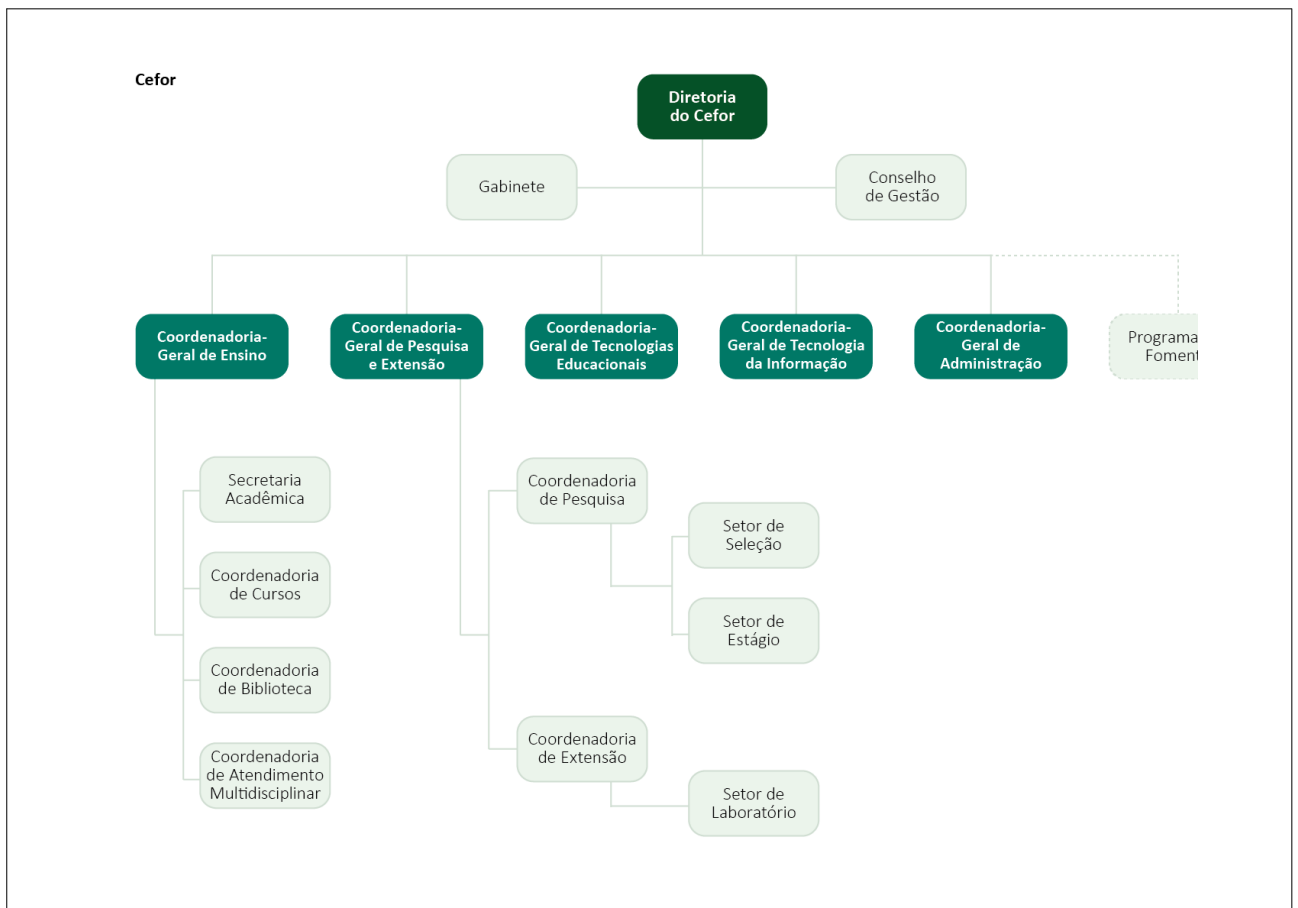 Cefor
Diretoria
do Cefor
Gabinete
Conselho
de Gestão
Coordenadoria-
Geral de Ensino
Coordenadoria-
Geral de Pesquisa
e Extensão
Coordenadoria-
Geral de Tecnologias
Educacionais
Coordenadoria-
Geral de Tecnologia
da Informação
Coordenadoria-
Geral de
Administração
Programa
Foment
Secretaria
Acadêmica
Coordenadoria
de Cursos
Coordenadoria
de Biblioteca
Coordenadoria
de Atendimento
Multidisciplinar
Coordenadoria
de Pesquisa
Setor de
Seleção
Setor de
Estágio
Coordenadoria
de Extensão
Setor de
Laboratório